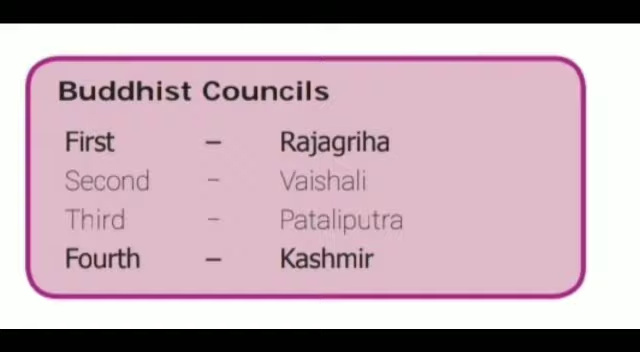 Buddhist Councils
First – Rajagriha
Second – Vaishali
Third – Pataliputra
Fourth – Kashmir